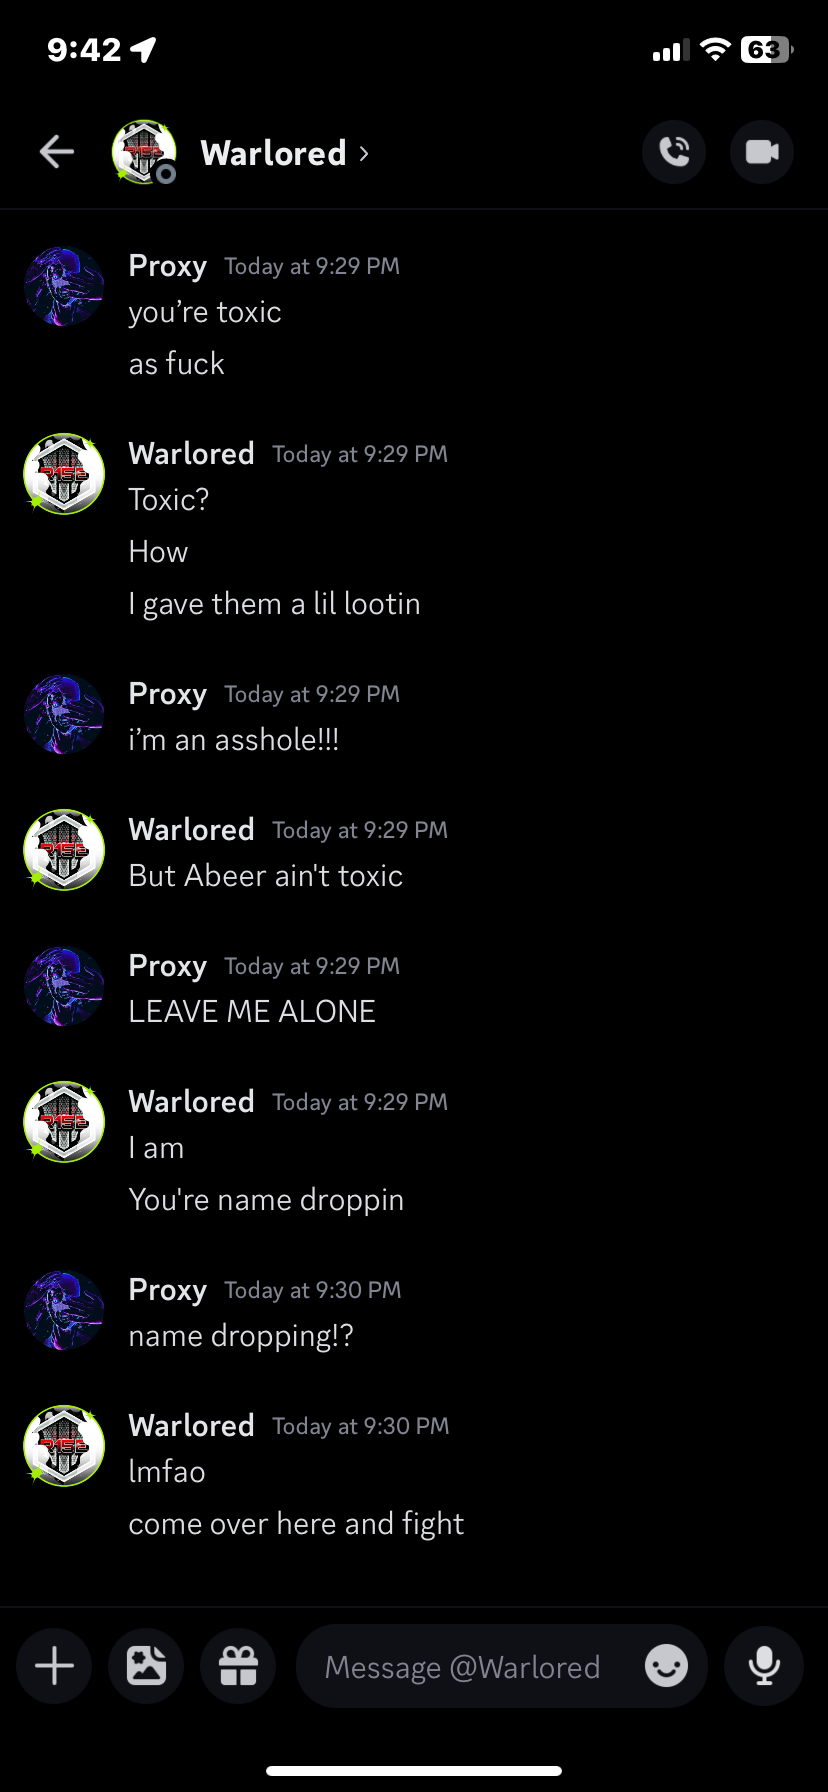 9:42
63
Warlored
Proxy Today at 9:29 PM
you’re toxic
as fuck
Warlored Today at 9:29 PM
Toxic?
How
I gave them a lil lootin
Proxy Today at 9:29 PM
i’m an asshole!!!
Warlored Today at 9:29 PM
But Abeer ain't toxic
Proxy Today at 9:29 PM
LEAVE ME ALONE
Warlored Today at 9:29 PM
I am
You're name droppin
Proxy Today at 9:30 PM
name dropping!?
Warlored Today at 9:30 PM
lmfao
come over here and fight
Message @Warlored